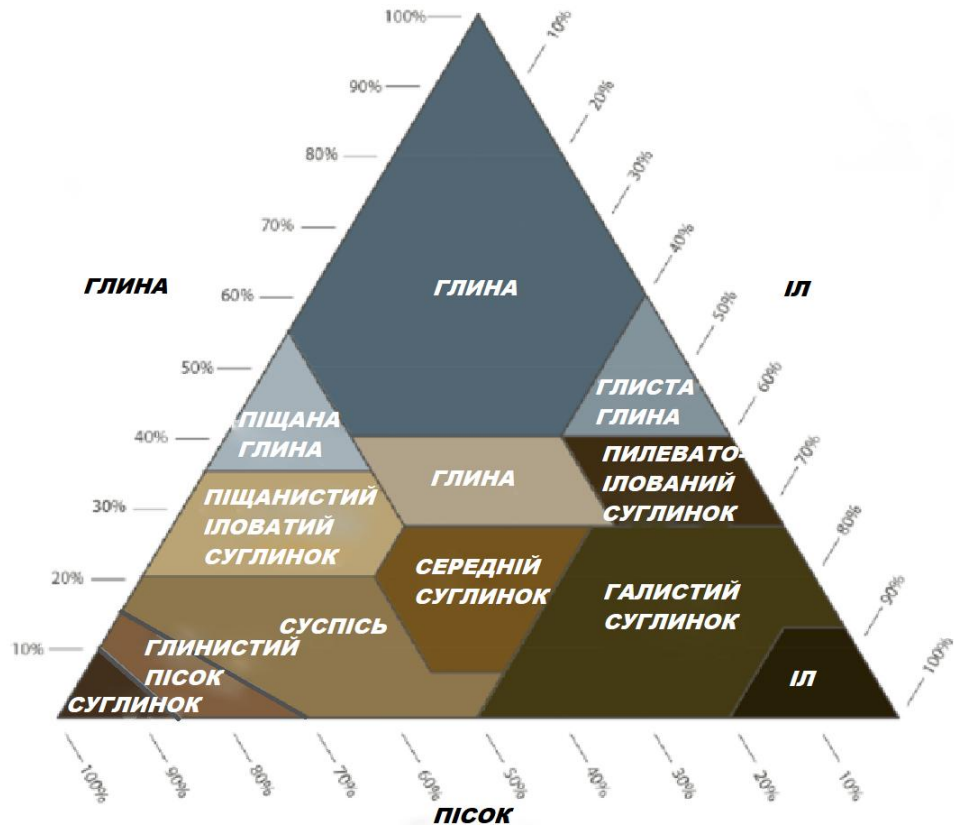 100%
10%
90%
20%
80%
30%
70%
40%
ГЛИНА
ГЛИНА
ІЛ
60%
50%
50%
60%
ГЛИСТА
ГЛИНА
ПІЩАНА
ГЛИНА
40%
70%
ПИЛЕВАТО-
ІЛОВАНИЙ
СУГЛИНОК
ГЛИНА
ПІЩАНИСТИЙ
ІЛОВАТИЙ
СУГЛИНОК
30%
80%
СЕРЕДНІЙ
СУГЛИНОК
20%
90%
ГАЛИСТИЙ
СУГЛИНОК
СУСПІСЬ
ГЛИНИСТИЙ
ПІСОК
10%
100%
ІЛ
СУГЛИНОК
100%
90%
80%
70%
60%
50%
40%
30%
20%
10%
ПІСОК